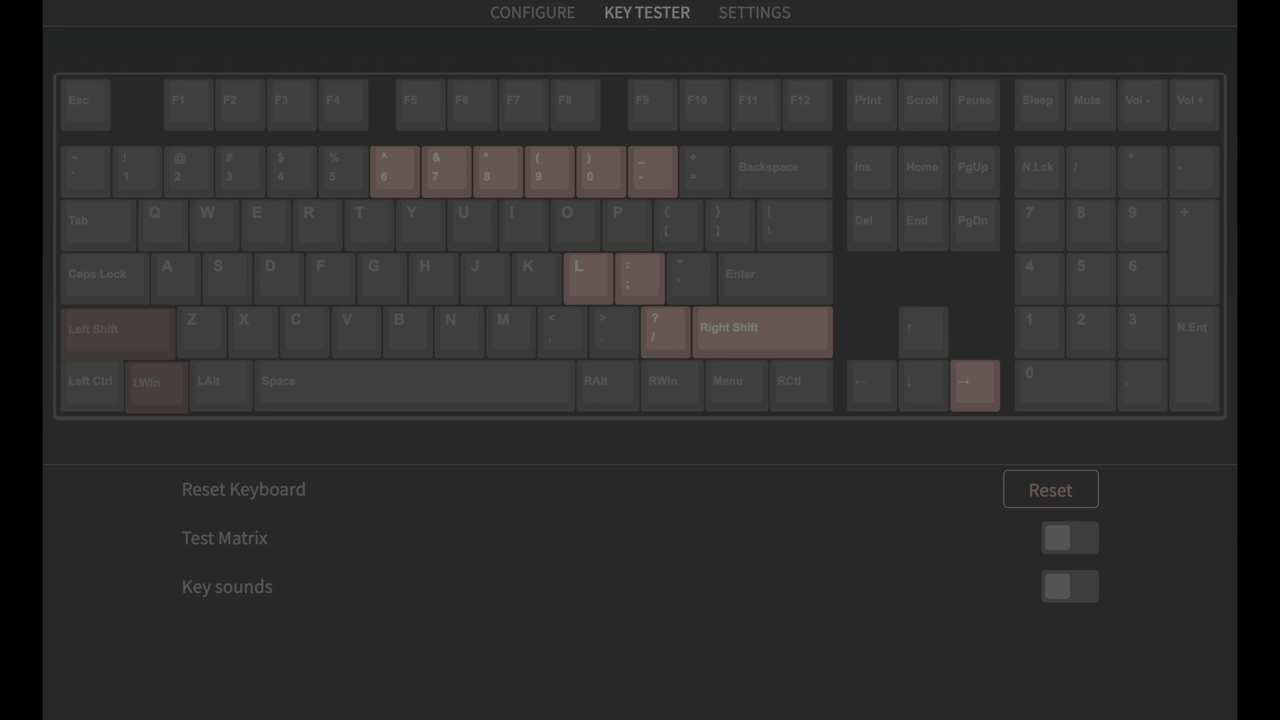 CONFIGURE KEY TESTER SETTINGS
Esc F1 F2 F3 F4 F5 F6 F7 F8 F9 F10 F11 F12 Print Scroll Pause Sleep Mute Vol - Vol +
~ ! @ # $ % ^ & * ( ) _ + Backspace Ins Home PgUp N.Lck / * -
` 1 2 3 4 5 6 7 8 9 0 - =
Tab Q W E R T Y U I O P { } | Del End PgDn 7 8 9 +
[ ] \
Caps Lock A S D F G H J K L : " Enter 4 5 6
; '
Left Shift Z X C V B N M < > ? Right Shift ↑ 1 2 3 N.Ent
, . /
Left Ctrl LWin LAlt Space RAlt RWin Menu RCtl ← ↓ → 0 .
Reset Keyboard Reset
Test Matrix
Key sounds